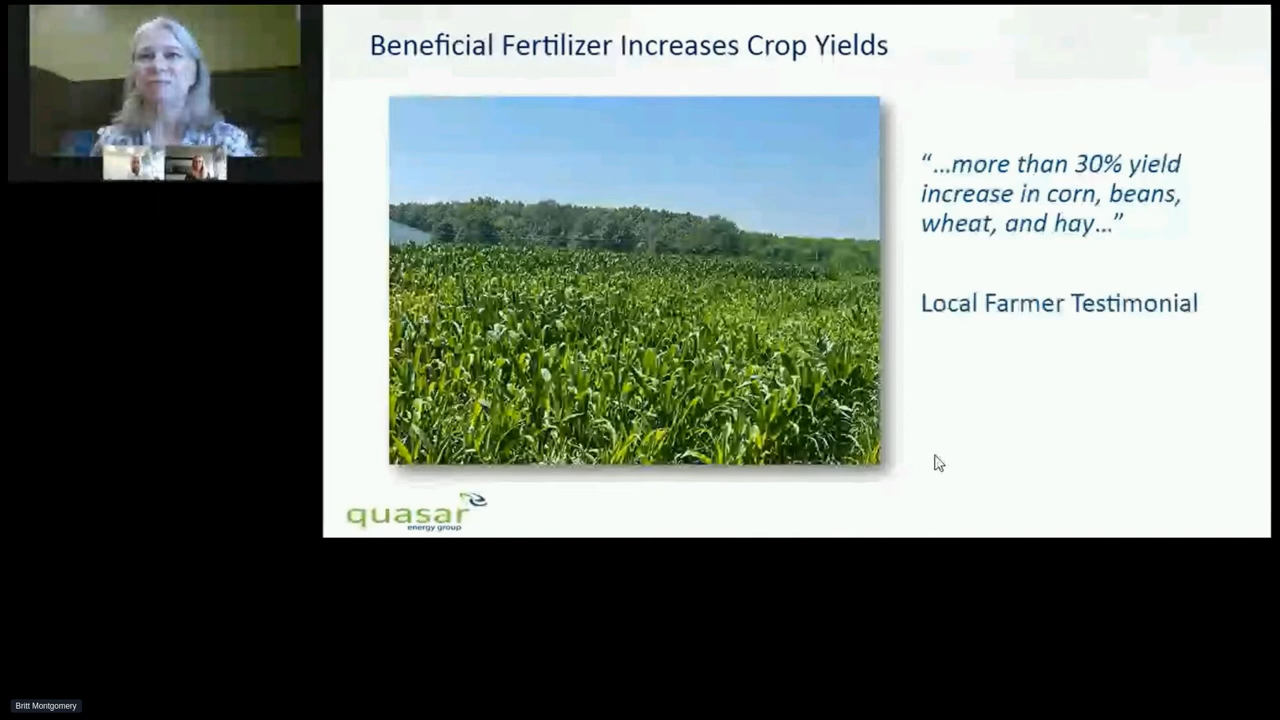 Beneficial Fertilizer Increases Crop Yields
“...more than 30% yield
increase in corn, beans,
wheat, and hay...”
Local Farmer Testimonial
quasar
energy group
Britt Montgomery